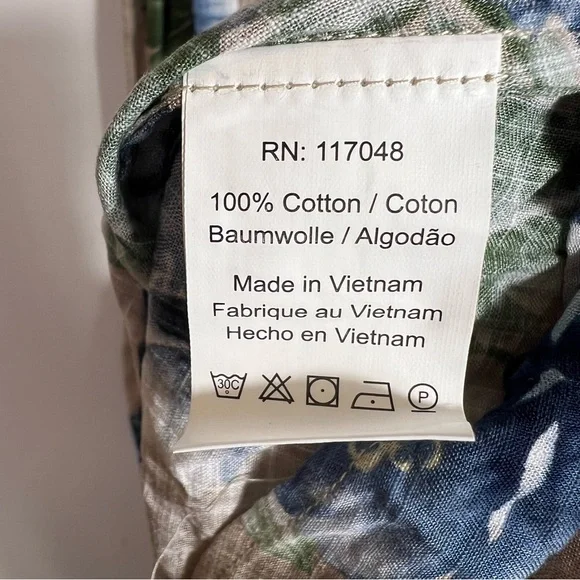 RN: 117048
100% Cotton / Coton
Baumwolle / Algodão
Made in Vietnam
Fabrique au Vietnam
Hecho en Vietnam
30C P